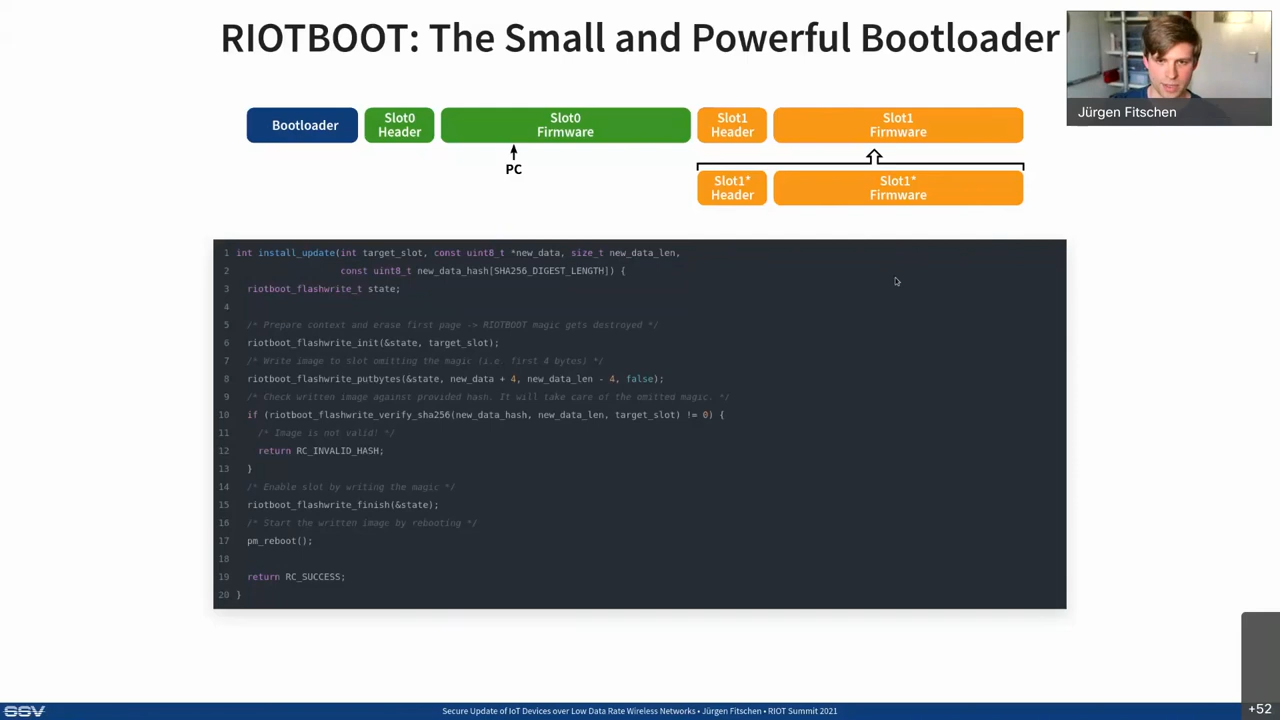 RIOTBOOT: The Small and Powerful Bootloader
Jürgen Fitschen
Bootloader
Slot0
Header
Slot0
Firmware
Slot1
Header
Slot1
Firmware
PC
Slot1*
Header
Slot1*
Firmware
1 int install_update(int target_slot, const uint8_t *new_data, size_t new_data_len,
2 const uint8_t new_data_hash[SHA256_DIGEST_LENGTH]) {
3 riotboot_flashwrite_t state;
4
5 /* Prepare context and erase first page -> RIOTBOOT magic gets destroyed */
6 riotboot_flashwrite_init(&state, target_slot);
7 /* Write image to slot omitting the magic (i.e. first 4 bytes) */
8 riotboot_flashwrite_putbytes(&state, new_data + 4, new_data_len - 4, false);
9 /* Check written image against provided hash. It will take care of the omitted magic. */
10 if (riotboot_flashwrite_verify_sha256(new_data_hash, new_data_len, target_slot) != 0) {
11 /* Image is not valid! */
12 return RC_INVALID_HASH;
13 }
14 /* Enable slot by writing the magic */
15 riotboot_flashwrite_finish(&state);
16 /* Start the written image by rebooting */
17 pm_reboot();
18
19 return RC_SUCCESS;
20 }
SSV
Secure Update of IoT Devices over Low Data Rate Wireless Networks • Jürgen Fitschen • RIOT Summit 2021
+52